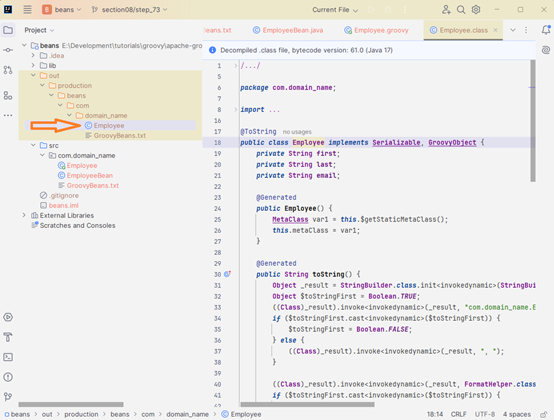 beans
section08/step_73
Current File
Project
beans E:\Development\tutorials\groovy\apache-gro
.idea
lib
out
production
beans
com
domain_name
Employee
GroovyBeans.txt
src
com.domain_name
Employee
EmployeeBean
GroovyBeans.txt
.gitignore
beans.iml
External Libraries
Scratches and Consoles
eans.txt
EmployeeBean.java
Employee.groovy
Employee.class
Decompiled .class file, bytecode version: 61.0 (Java 17)
1 /.../
5
6 package com.domain_name;
7
8 import ...
16
17 @ToString no usages
18 public class Employee implements Serializable, GroovyObject {
19 private String first;
20 private String last;
21 private String email;
22
23 @Generated
24 public Employee() {
25 MetaClass var1 = this.$getStaticMetaClass();
26 this.metaClass = var1;
27 }
28
29 @Generated
30 public String toString() {
31 Object _result = StringBuilder.class.init<invokedynamic>(StringBui
32 Object $toStringFirst = Boolean.TRUE;
33 ((Class)_result).invoke<invokedynamic>(_result, "com.domain_name.E
34 if ($toStringFirst.cast<invokedynamic>($toStringFirst)) {
35 $toStringFirst = Boolean.FALSE;
36 } else {
37 ((Class)_result).invoke<invokedynamic>(_result, ", ");
38 }
39
40 ((Class)_result).invoke<invokedynamic>(_result, FormatHelper.class
41 if ($toStringFirst.cast<invokedynamic>($toStringFirst)) {
beans > out > production > beans > com > domain_name > Employee
18:14 CRLF UTF-8 4 spaces